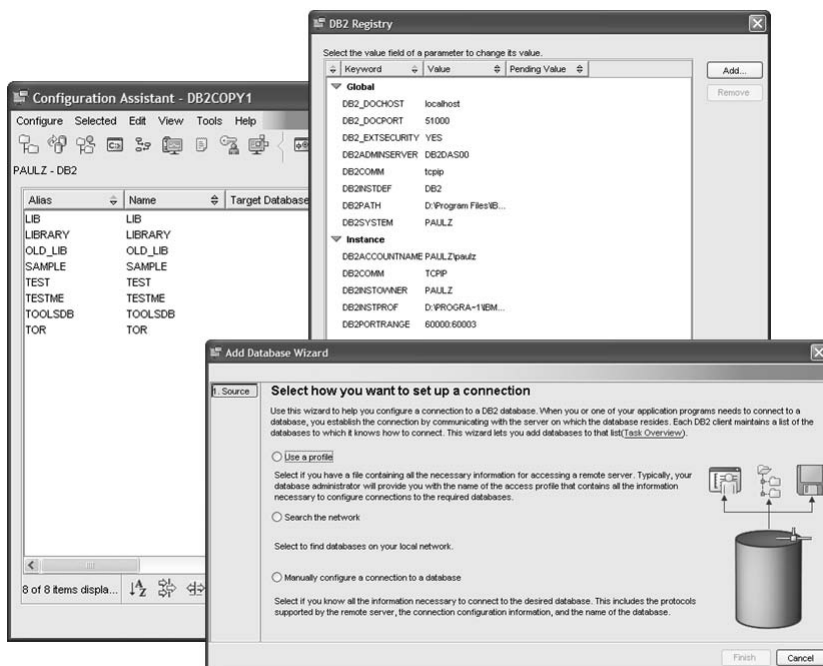 DB2 Registry
Select the value field of a parameter to change its value.
Keyword Value Pending Value
Add...
Remove
Global
DB2_DOCHOST localhost
DB2_DOCPORT 51000
DB2_EXTSECURITY YES
DB2ADMINSERVER DB2DAS00
DB2COMM tcpip
DB2INSTDEF DB2
DB2PATH D:\Program Files\IB...
DB2SYSTEM PAULZ
Instance
DB2ACCOUNTNAME PAULZ\paulz
DB2COMM TCPIP
DB2INSTOWNER PAULZ
DB2INSTPROF D:\PROGRA~1\IBM...
DB2PORTRANGE 60000:60003
Configuration Assistant - DB2COPY1
Configure Selected Edit View Tools Help
PAULZ - DB2
Alias Name Target Database
LIB LIB
LIBRARY LIBRARY
OLD_LIB OLD_LIB
SAMPLE SAMPLE
TEST TEST
TESTME TESTME
TOOLSDB TOOLSDB
TOR TOR
8 of 8 items displa...
Add Database Wizard
1. Source
Select how you want to set up a connection
Use this wizard to help you configure a connection to a DB2 database. When you or one of your application programs needs to connect to a
database, you establish the connection by communicating with the server on which the database resides. Each DB2 client maintains a list of the
databases to which it knows how to connect. This wizard lets you add databases to that list(Task Overview).
Use a profile
Select if you have a file containing all the necessary information for accessing a remote server. Typically, your
database administrator will provide you with the name of the access profile that contains all the information
necessary to configure connections to the required databases.
Search the network
Select to find databases on your local network.
Manually configure a connection to a database
Select if you know all the information necessary to connect to the desired database. This includes the protocols
supported by the remote server, the connection configuration information, and the name of the database.
Finish Cancel